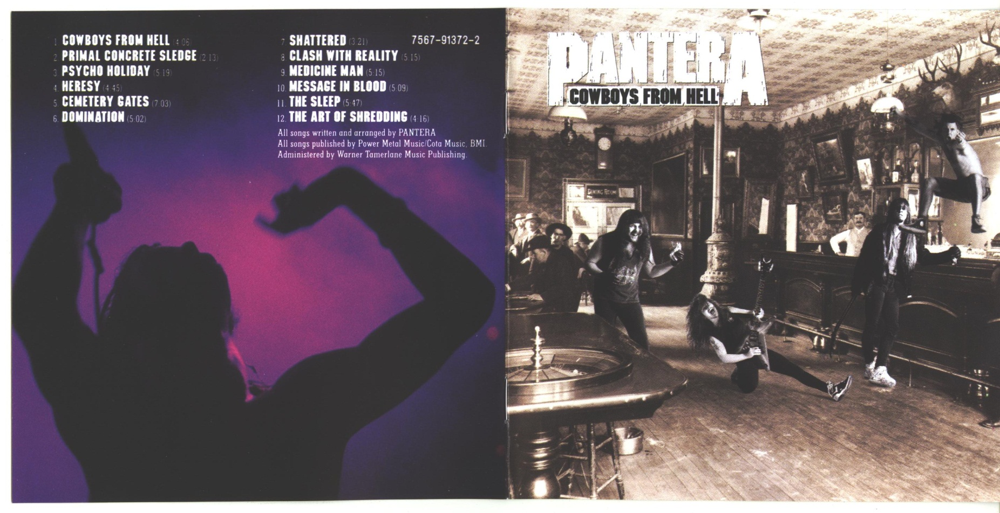 1. COWBOYS FROM HELL (4:06)
2. PRIMAL CONCRETE SLEDGE (2:13)
3. PSYCHO HOLIDAY (5:19)
4. HERESY (4:45)
5. CEMETERY GATES (7:03)
6. DOMINATION (5:02)
7. SHATTERED (3:21)
8. CLASH WITH REALITY (5:15)
9. MEDICINE MAN (5:15)
10. MESSAGE IN BLOOD (5:09)
11. THE SLEEP (5:47)
12. THE ART OF SHREDDING (4:16)
All songs written and arranged by PANTERA
All songs published by Power Metal Music/Cota Music, BMI.
Administered by Warner Tamerlane Music Publishing.
7567-91372-2
PANTERA
COWBOYS FROM HELL
DINING ROOM